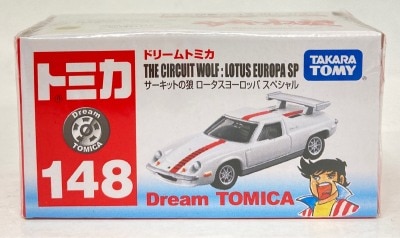 トミカ
Dream
TOMICA
148
ドリームトミカ
THE CIRCUIT WOLF : LOTUS EUROPA SP
サーキットの狼 ロータスヨーロッパ スペシャル
TAKARA
TOMY
Dream TOMICA